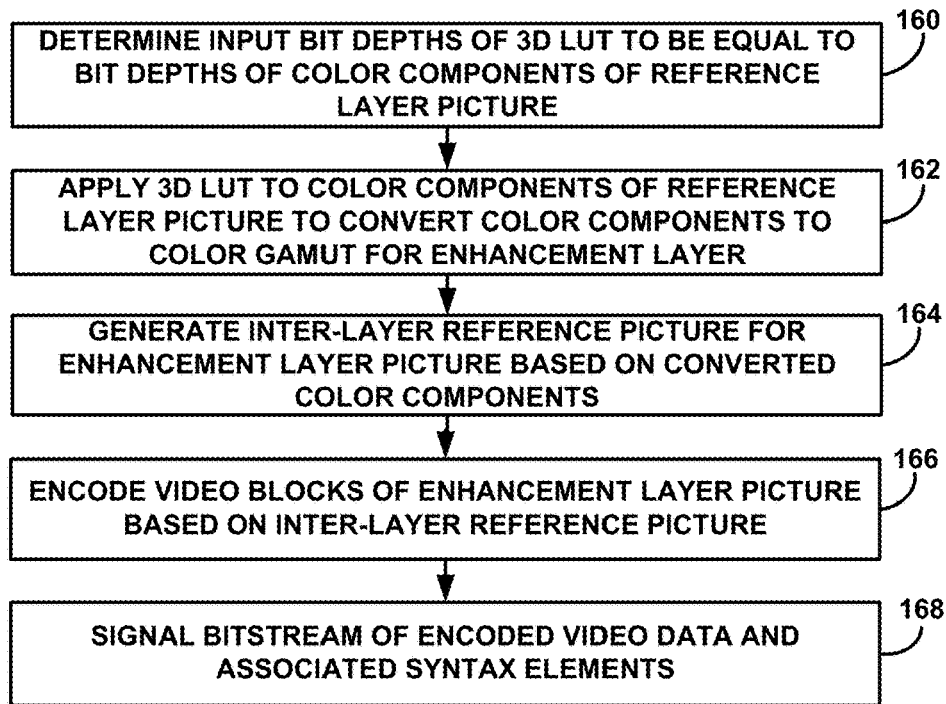 DETERMINE INPUT BIT DEPTHS OF 3D LUT TO BE EQUAL TO
BIT DEPTHS OF COLOR COMPONENTS OF REFERENCE
LAYER PICTURE
160
APPLY 3D LUT TO COLOR COMPONENTS OF REFERENCE
LAYER PICTURE TO CONVERT COLOR COMPONENTS TO
COLOR GAMUT FOR ENHANCEMENT LAYER
162
GENERATE INTER-LAYER REFERENCE PICTURE FOR
ENHANCEMENT LAYER PICTURE BASED ON CONVERTED
COLOR COMPONENTS
164
ENCODE VIDEO BLOCKS OF ENHANCEMENT LAYER PICTURE
BASED ON INTER-LAYER REFERENCE PICTURE
166
SIGNAL BITSTREAM OF ENCODED VIDEO DATA AND
ASSOCIATED SYNTAX ELEMENTS
168